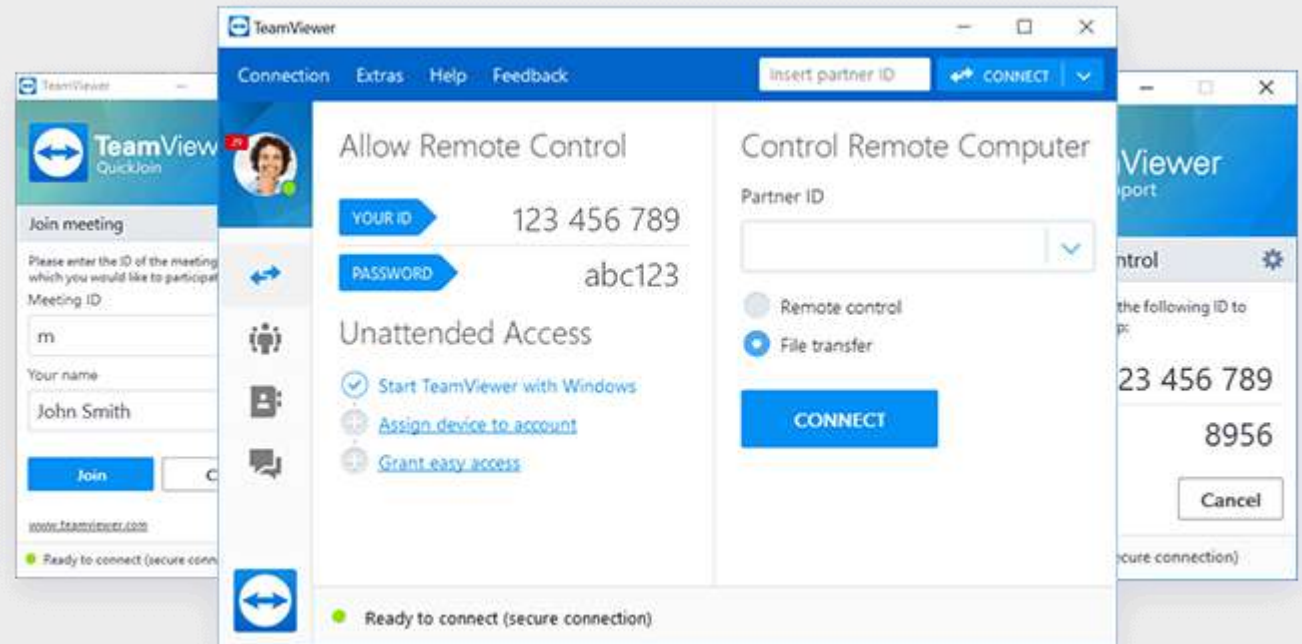 TeamViewer
Connection Extras Help Feedback
Insert partner ID
CONNECT
29
Allow Remote Control
YOUR ID 123 456 789
PASSWORD abc123
Unattended Access
Start TeamViewer with Windows
Assign device to account
Grant easy access
Control Remote Computer
Partner ID
Remote control
File transfer
CONNECT
Ready to connect (secure connection)
TeamViewer
TeamView
QuickJoin
Join meeting
Please enter the ID of the meeting
which you would like to participat
Meeting ID
m
Your name
John Smith
Join C
www.teamviewer.com
Ready to connect (secure conn
Viewer
port
ntrol
the following ID to
p:
23 456 789
8956
Cancel
cure connection)